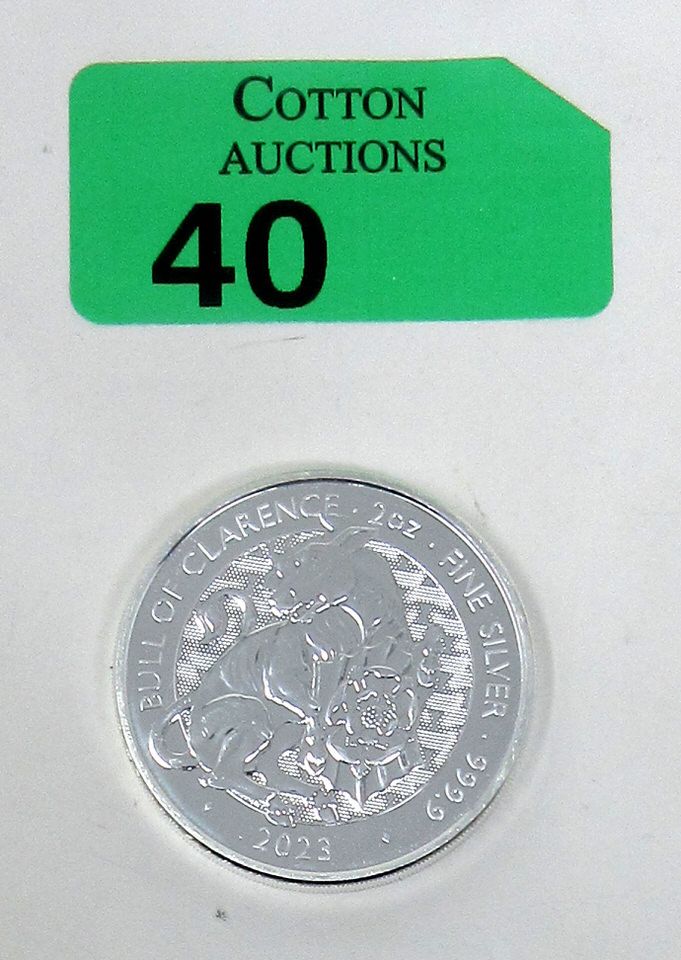 COTTON
AUCTIONS
40
BULL OF CLARENCE · 2oz · FINE SILVER · 999.9
· 2023 ·